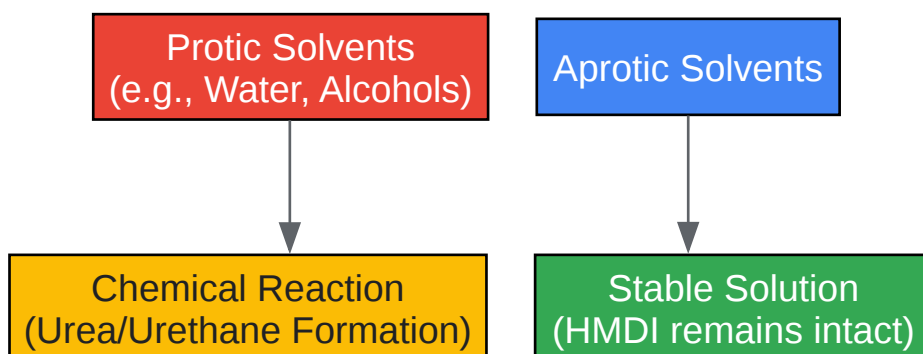 Protic Solvents
(e.g., Water, Alcohols)
Aprotic Solvents
Chemical Reaction
(Urea/Urethane Formation)
Stable Solution
(HMDI remains intact)